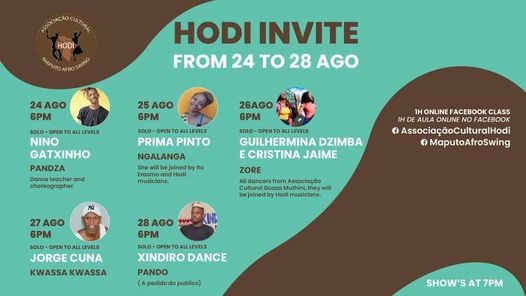 ASSOCIAÇÃO CULTURAL
HODI
MAPUTO AFRO SWING
HODI INVITE
FROM 24 TO 28 AGO
24 AGO
6PM
SOLO - OPEN TO ALL LEVELS
NINO
GATXINHO
PANDZA
Dance teacher and
choreographer.
25 AGO
6PM
SOLO - OPEN TO ALL LEVELS
PRIMA PINTO
NGALANGA
She will be joined by Ito
Erasmo and Hodi
musicians.
26AGO
6PM
SOLO - OPEN TO ALL LEVELS
GUILHERMINA DZIMBA
E CRISTINA JAIME
ZORE
All dancers from Associação
Cultural Guaza Muthini, they will
be joined by Hodi musicians.
1H ONLINE FACEBOOK CLASS
1H DE AULA ONLINE NO FACEBOOK
AssociaçãoCulturalHodi
MaputoAfroSwing
27 AGO
6PM
SOLO - OPEN TO ALL LEVELS
JORGE CUNA
KWASSA KWASSA
28 AGO
6PM
SOLO - OPEN TO ALL LEVELS
XINDIRO DANCE
PANDO
( A pedido do publico)
SHOW'S AT 7PM